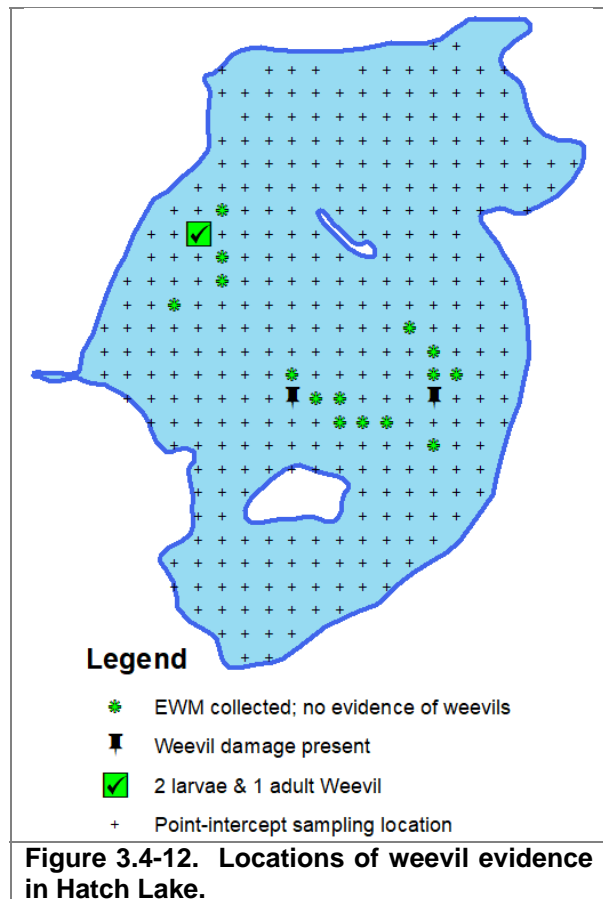 Legend
EWM collected; no evidence of weevils
Weevil damage present
2 larvae & 1 adult Weevil
Point-intercept sampling location
Figure 3.4-12. Locations of weevil evidence
in Hatch Lake.